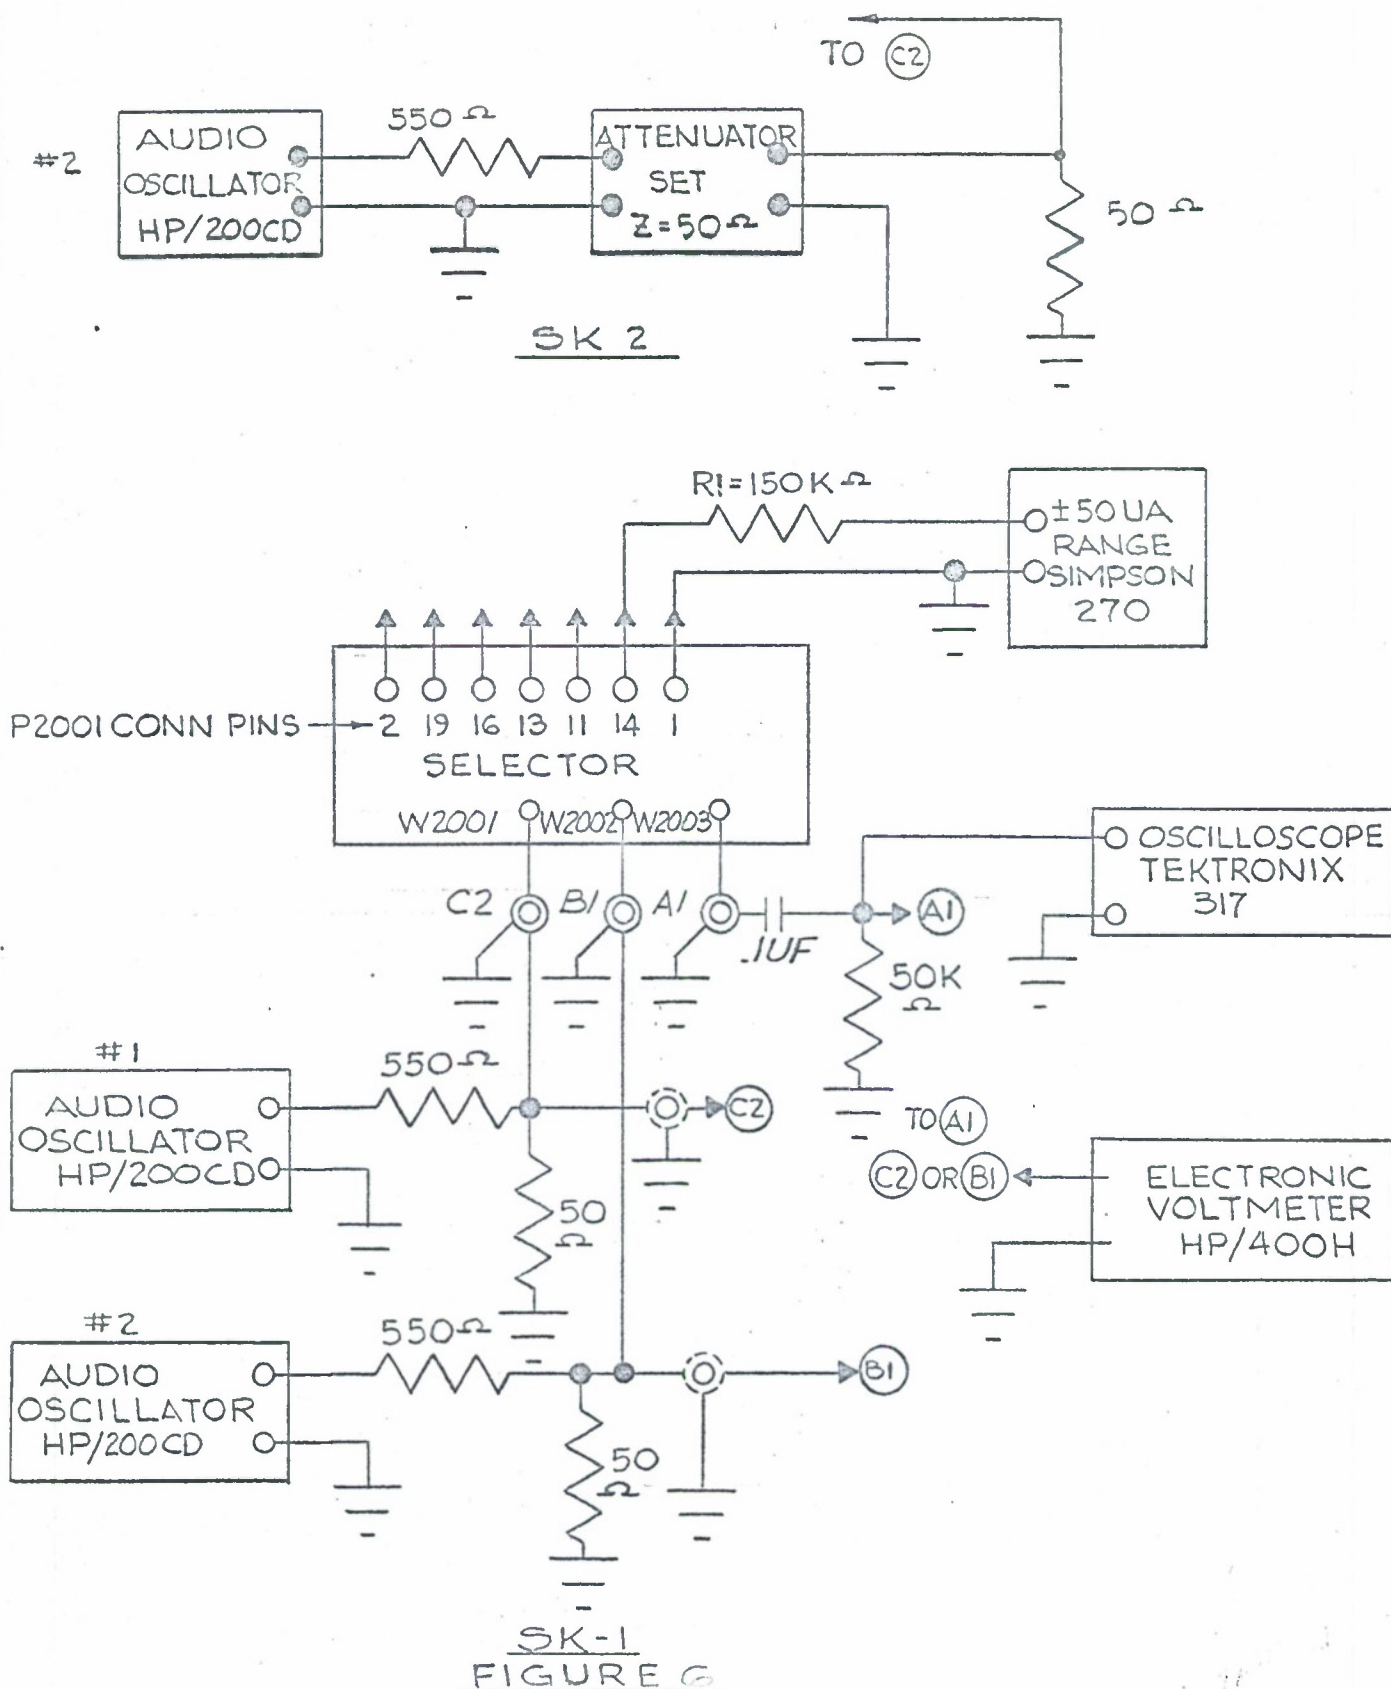 TO C2
550 Ω
#2
AUDIO
OSCILLATOR
HP/200CD
ATTENUATOR
SET
Z=50Ω
50 Ω
SK 2
R1=150K Ω
±50UA
RANGE
SIMPSON
270
P2001 CONN PINS
2 19 16 13 11 14 1
SELECTOR
W2001 W2002 W2003
C2 B1 A1
.1UF
A1
OSCILLOSCOPE
TEKTRONIX
317
50K
Ω
#1
AUDIO
OSCILLATOR
HP/200CD
550Ω
C2
50
Ω
TO A1
C2 OR B1
ELECTRONIC
VOLTMETER
HP/400H
#2
AUDIO
OSCILLATOR
HP/200CD
550Ω
B1
50
Ω
SK-1
FIGURE 6